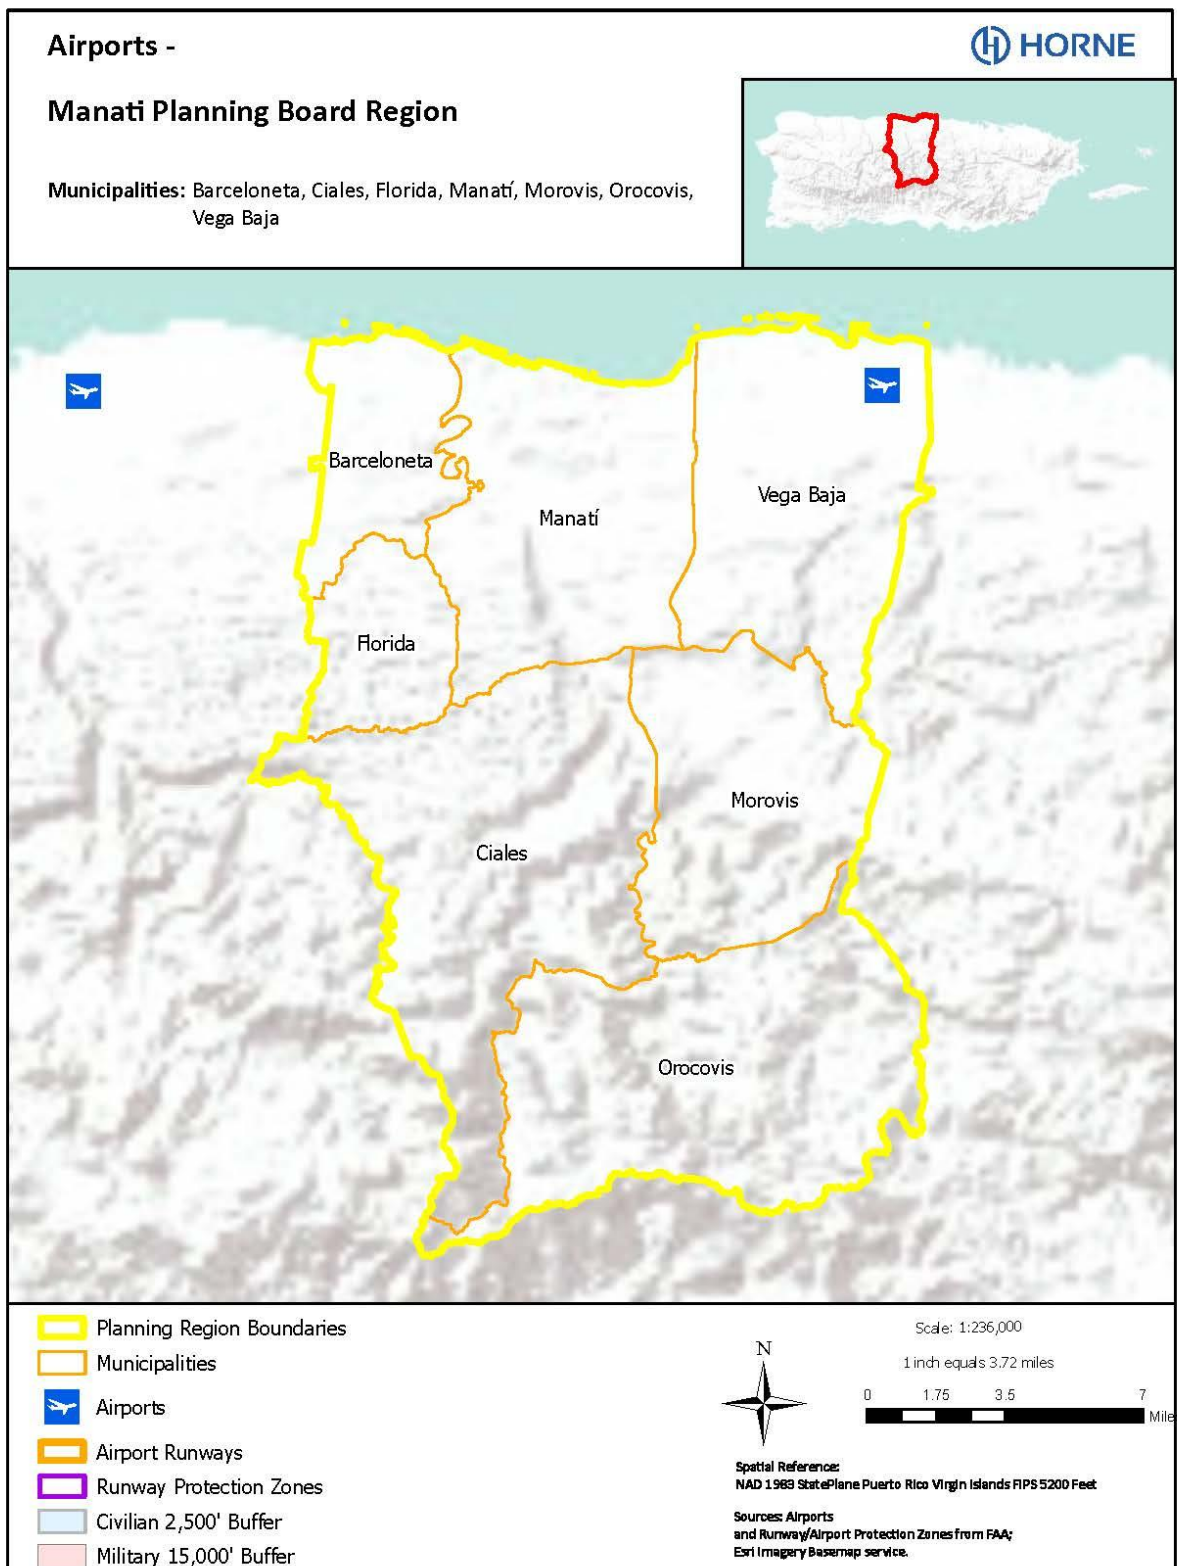 Airports -
HORNE
Manatí Planning Board Region
Municipalities: Barceloneta, Ciales, Florida, Manatí, Morovis, Orocovis,
Vega Baja
Barceloneta
Vega Baja
Manatí
Florida
Morovis
Ciales
Orocovis
Planning Region Boundaries
Municipalities
Airports
Airport Runways
Runway Protection Zones
Civilian 2,500' Buffer
Military 15,000' Buffer
N
Scale: 1:236,000
1 inch equals 3.72 miles
0 1.75 3.5 7
Mile
Spatial Reference:
NAD 1983 StatePlane Puerto Rico Virgin Islands FIPS 5200 Feet
Sources: Airports
and Runway/Airport Protection Zones from FAA;
Esri Imagery Basemap service.